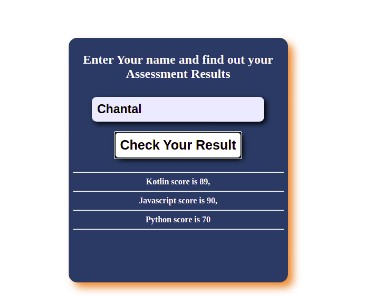 Enter Your name and find out your
Assessment Results
Chantal
Check Your Result
Kotlin score is 89,
Javascript score is 90,
Python score is 70